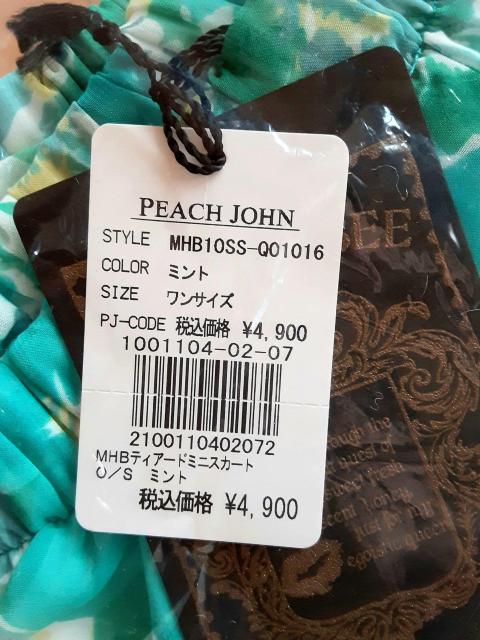 PEACH JOHN
STYLE MHB10SS-Q01016
COLOR ミント
SIZE ワンサイズ
PJ-CODE 税込価格 ¥4,900
1001104-02-07
2100110402072
MHBティアードミニスカート
O/S ミント
税込価格 ¥4,900
through the